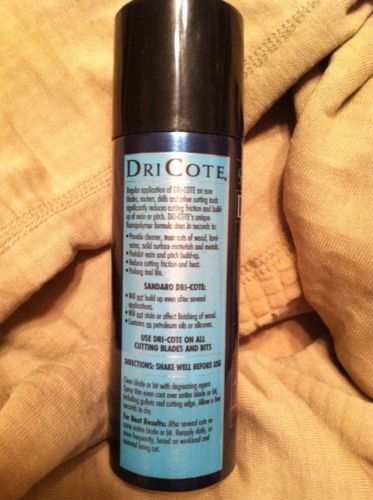 DRICOTE®
Regular application of DRI-COTE on saw
blades, routers, drills and other cutting tools
significantly reduces cutting friction and build-
up of resin or pitch. DRI-COTE's unique
fluoropolymer formula dries in seconds to:
• Provide cleaner, truer cuts of wood, lami-
nates, solid surface materials and metals.
• Prohibit resin and pitch build-up.
• Reduce cutting friction and heat.
• Prolong tool life.
SANDARO DRI-COTE:
• Will not build up even after several
applications.
• Will not stain or affect finishing of wood.
• Contains no petroleum oils or silicones.
USE DRI-COTE ON ALL
CUTTING BLADES AND BITS
DIRECTIONS: SHAKE WELL BEFORE USE
Clean blade or bit with degreasing agent.
Spray thin even coat over entire blade or bit,
including gullets and cutting edge. Allow a few
seconds to dry.
For Best Results: After several cuts re-
spray entire blade or bit. Reapply daily, or
more frequently, based on workload and
material being cut.